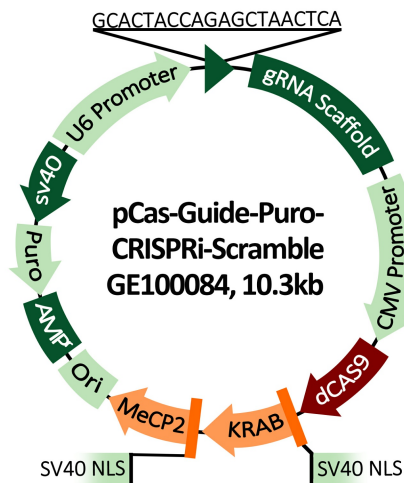 GCACTACCAGAGCTAACTCA
U6 Promoter
gRNA Scaffold
sv40
CMV Promoter
pCas-Guide-Puro-
CRISPRi-Scramble
GE100084, 10.3kb
Puro
AMPr
dCAS9
Ori
MeCP2
KRAB
SV40 NLS
SV40 NLS